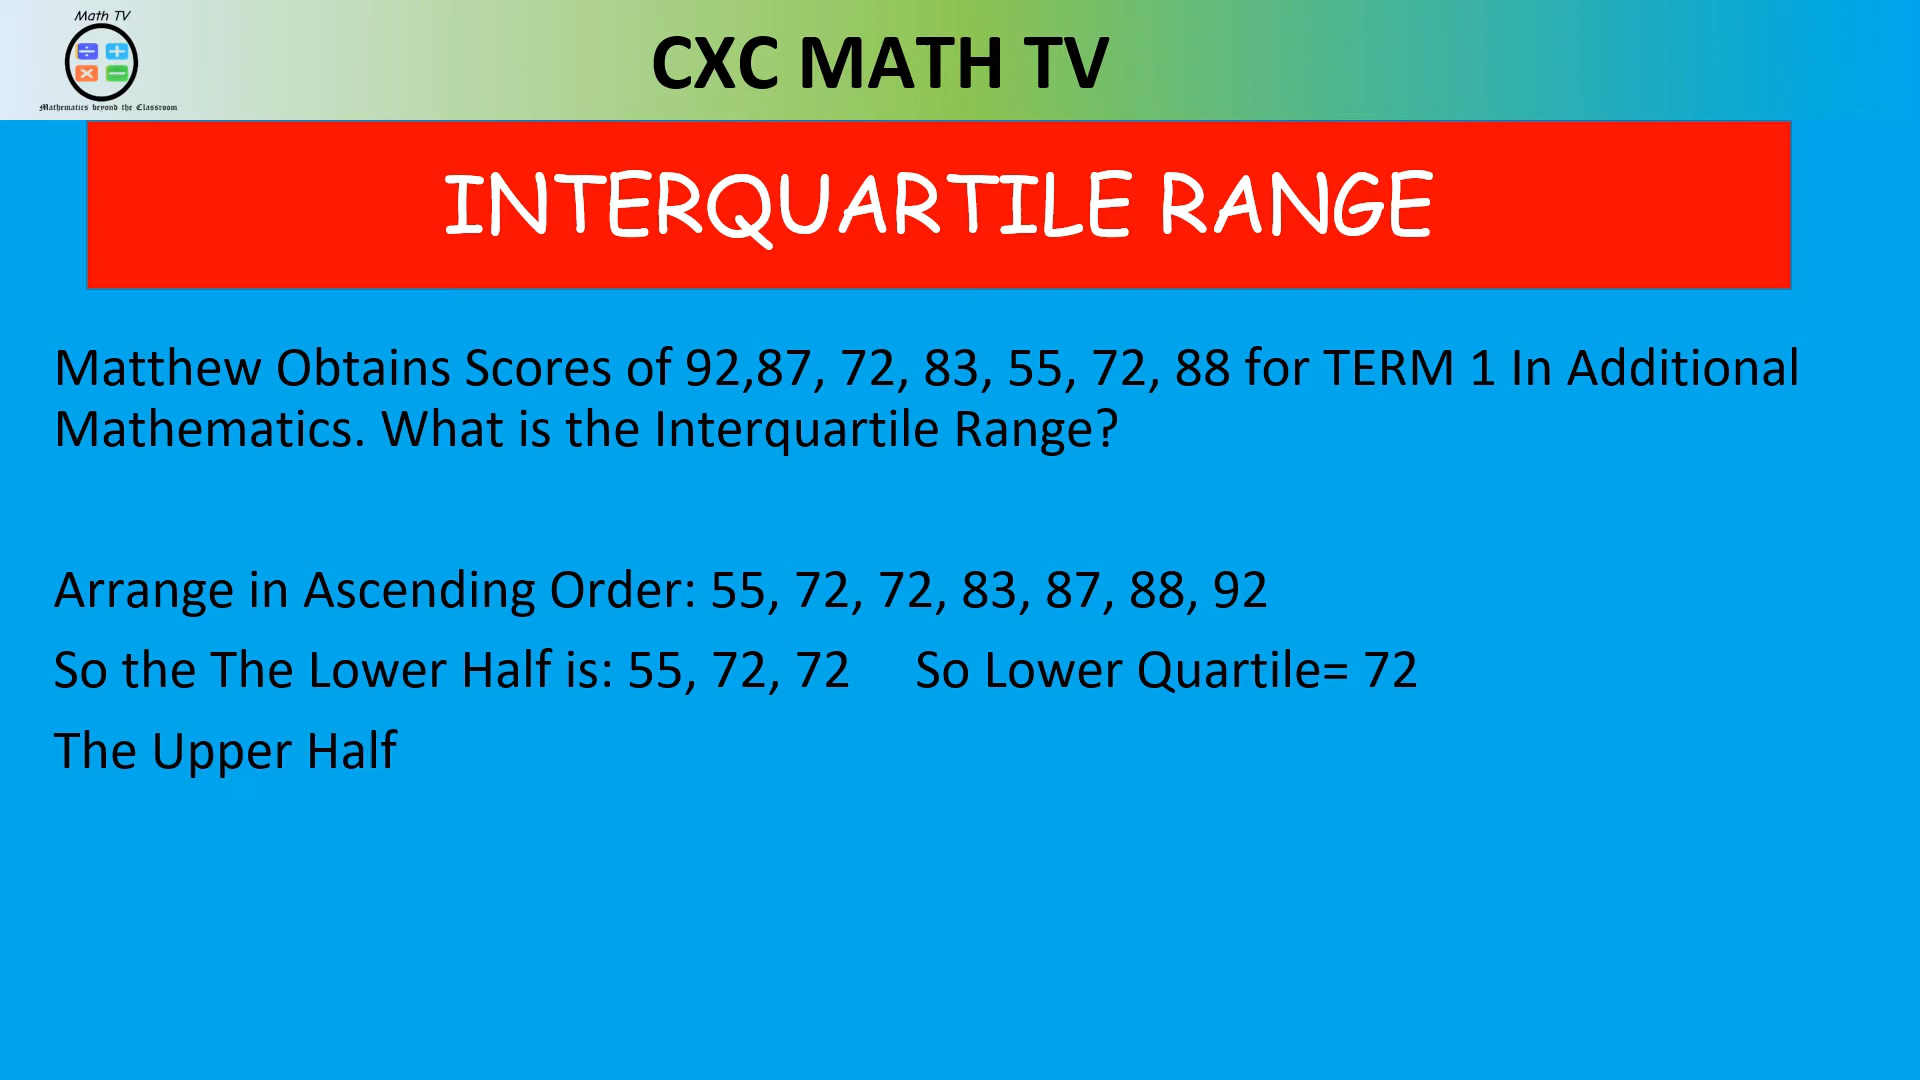 Math TV
CXC MATH TV
Mathematics beyond the Classroom
INTERQUARTILE RANGE
Matthew Obtains Scores of 92,87, 72, 83, 55, 72, 88 for TERM 1 In Additional
Mathematics. What is the Interquartile Range?
Arrange in Ascending Order: 55, 72, 72, 83, 87, 88, 92
So the The Lower Half is: 55, 72, 72 So Lower Quartile= 72
The Upper Half